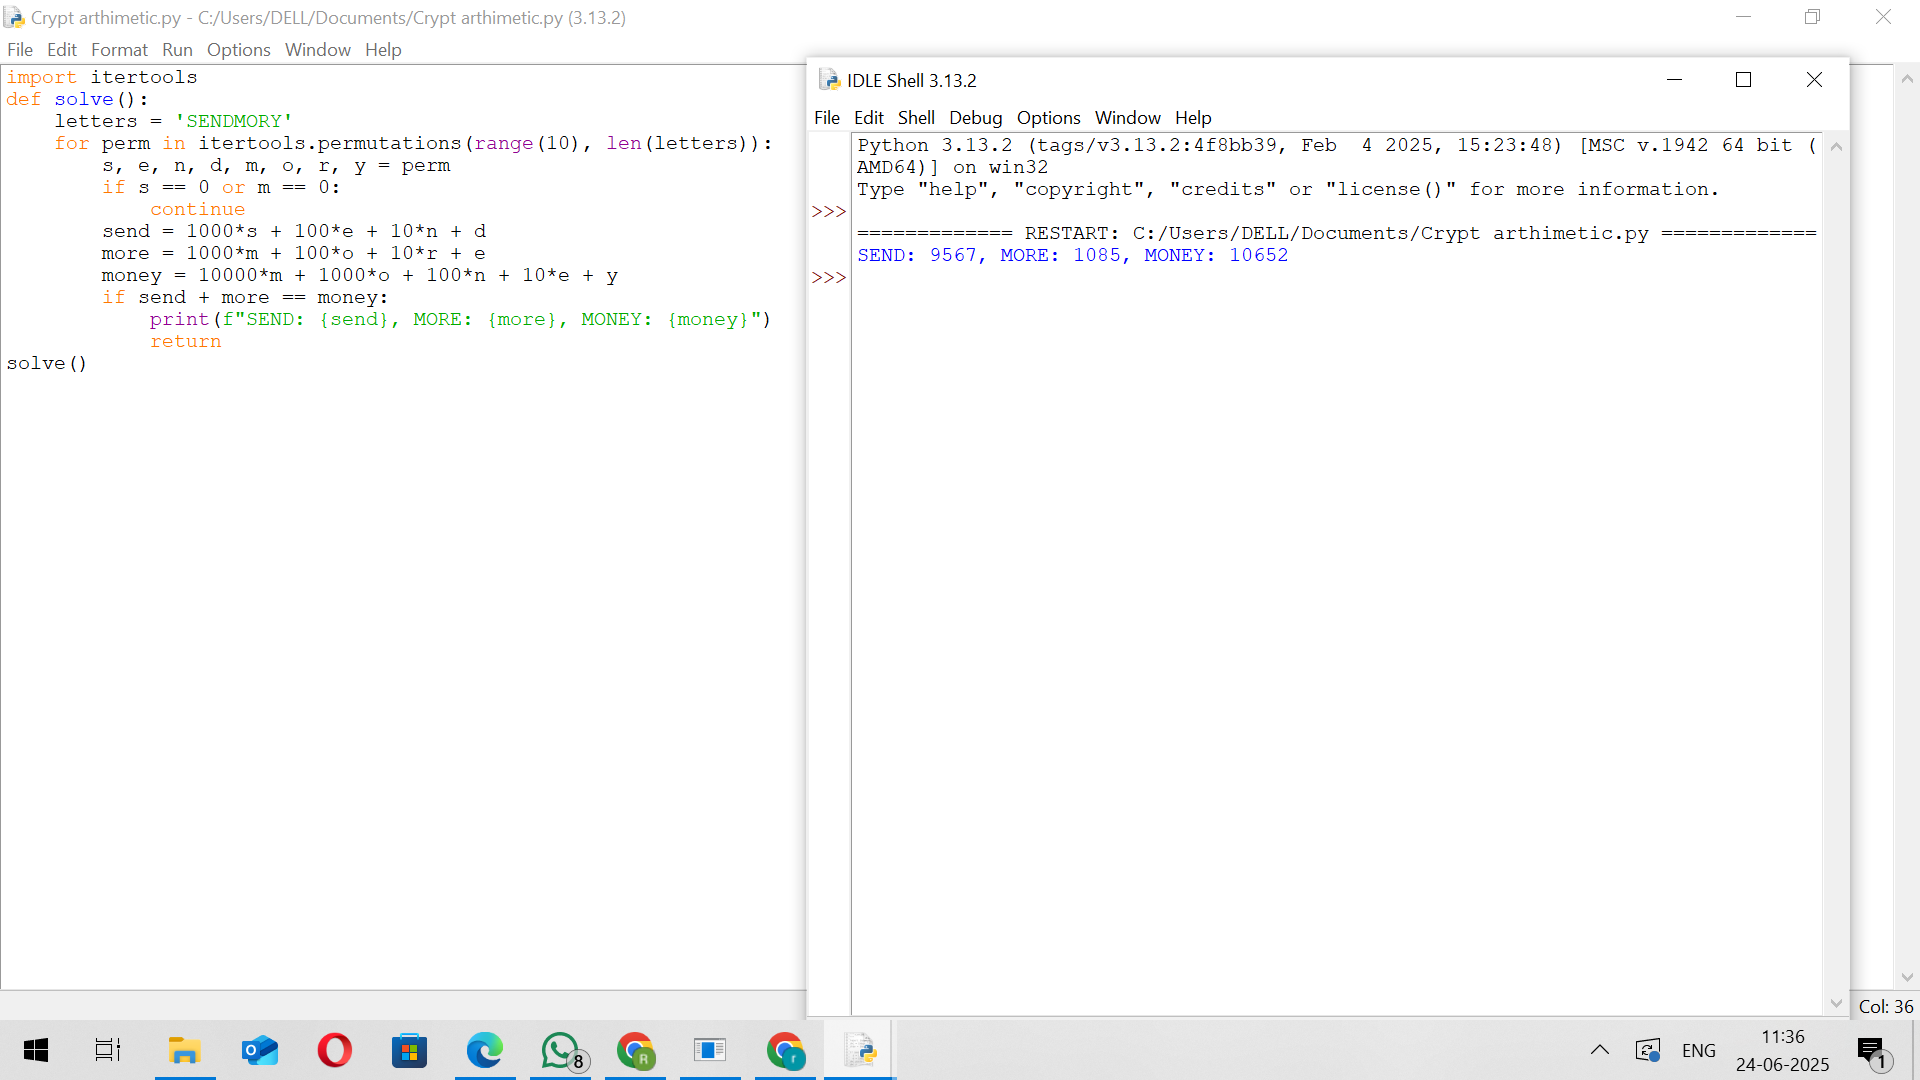 Crypt arthimetic.py - C:/Users/DELL/Documents/Crypt arthimetic.py (3.13.2)
File Edit Format Run Options Window Help
import itertools
def solve():
    letters = 'SENDMORY'
    for perm in itertools.permutations(range(10), len(letters)):
        s, e, n, d, m, o, r, y = perm
        if s == 0 or m == 0:
            continue
        send = 1000*s + 100*e + 10*n + d
        more = 1000*m + 100*o + 10*r + e
        money = 10000*m + 1000*o + 100*n + 10*e + y
        if send + more == money:
            print(f"SEND: {send}, MORE: {more}, MONEY: {money}")
            return
solve()
IDLE Shell 3.13.2
File Edit Shell Debug Options Window Help
Python 3.13.2 (tags/v3.13.2:4f8bb39, Feb  4 2025, 15:23:48) [MSC v.1942 64 bit (
AMD64)] on win32
Type "help", "copyright", "credits" or "license()" for more information.
>>>
============= RESTART: C:/Users/DELL/Documents/Crypt arthimetic.py =============
SEND: 9567, MORE: 1085, MONEY: 10652
>>>
Col: 36
8
R
r
ENG
11:36
24-06-2025
1